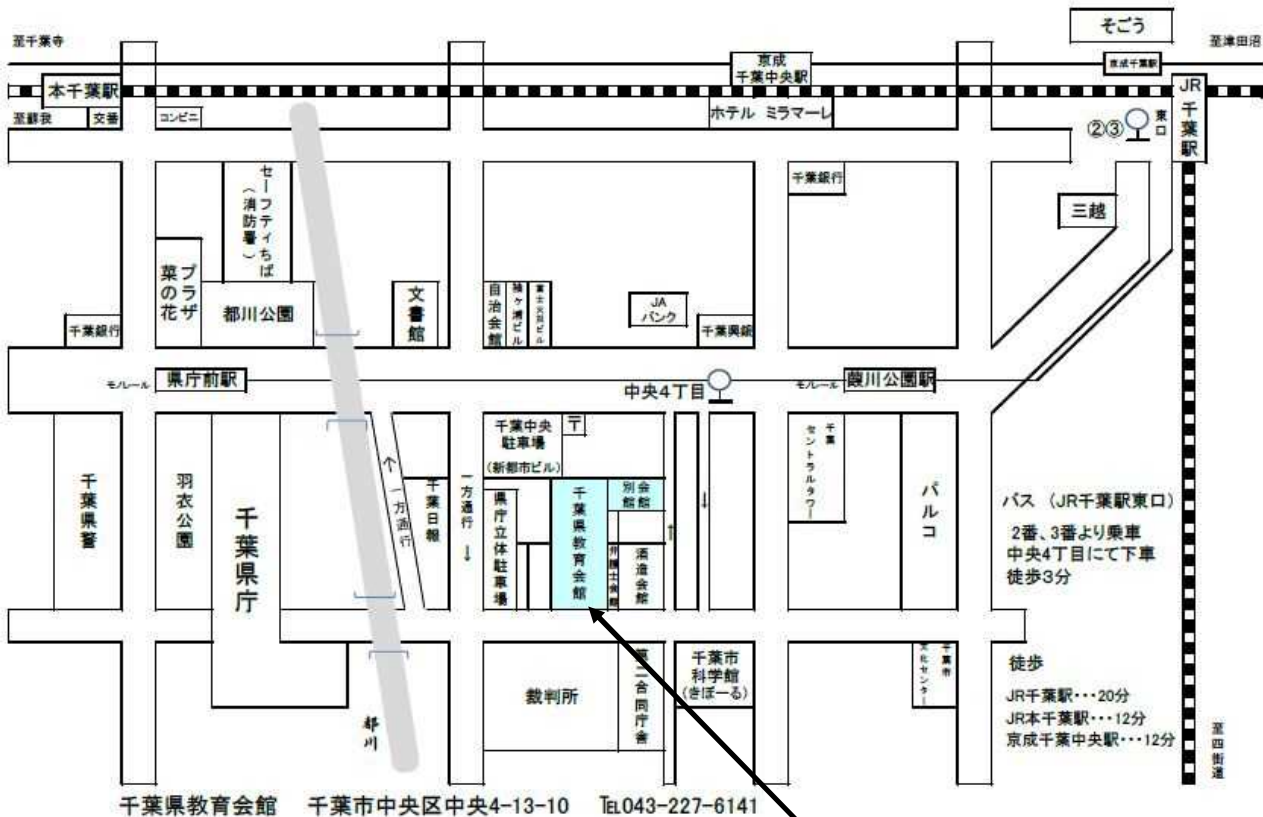 そごう
至千葉寺
至津田沼
京成
千葉中央駅
京成千葉駅
本千葉駅
JR
千葉駅
至蘇我
交番
コンビニ
ホテル ミラマーレ
②③
東口
セーフティちば
（消防署）
千葉銀行
三越
プラザ
菜の花
都川公園
文書館
自治会館
袖ヶ浦ビル
富士火災ビル
JA
バンク
千葉銀行
千葉興銀
モノレール
県庁前駅
中央4丁目
モノレール
葭川公園駅
千葉県警
羽衣公園
千葉県庁
↑一方通行
千葉日報
一方通行 ↓
千葉中央
駐車場
(新都市ビル)
〒
県庁立体駐車場
千葉県教育会館
別館
会館
弁護士会館
酒造会館
↑
↓
千葉
セントラルタワー
パルコ
バス （JR千葉駅東口）
2番、3番より乗車
中央4丁目にて下車
徒歩3分
都川
裁判所
第二合同庁舎
千葉市
科学館
(きぼーる)
千葉市
文化センター
徒歩
JR千葉駅・・・20分
JR本千葉駅・・・12分
京成千葉中央駅・・・12分
至四街道
千葉県教育会館 千葉市中央区中央4-13-10 ℡043-227-6141